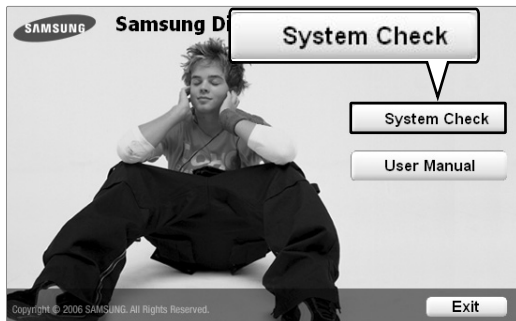 SAMSUNG
Samsung Di
System Check
System Check
User Manual
Copyright © 2006 SAMSUNG. All Rights Reserved.
Exit